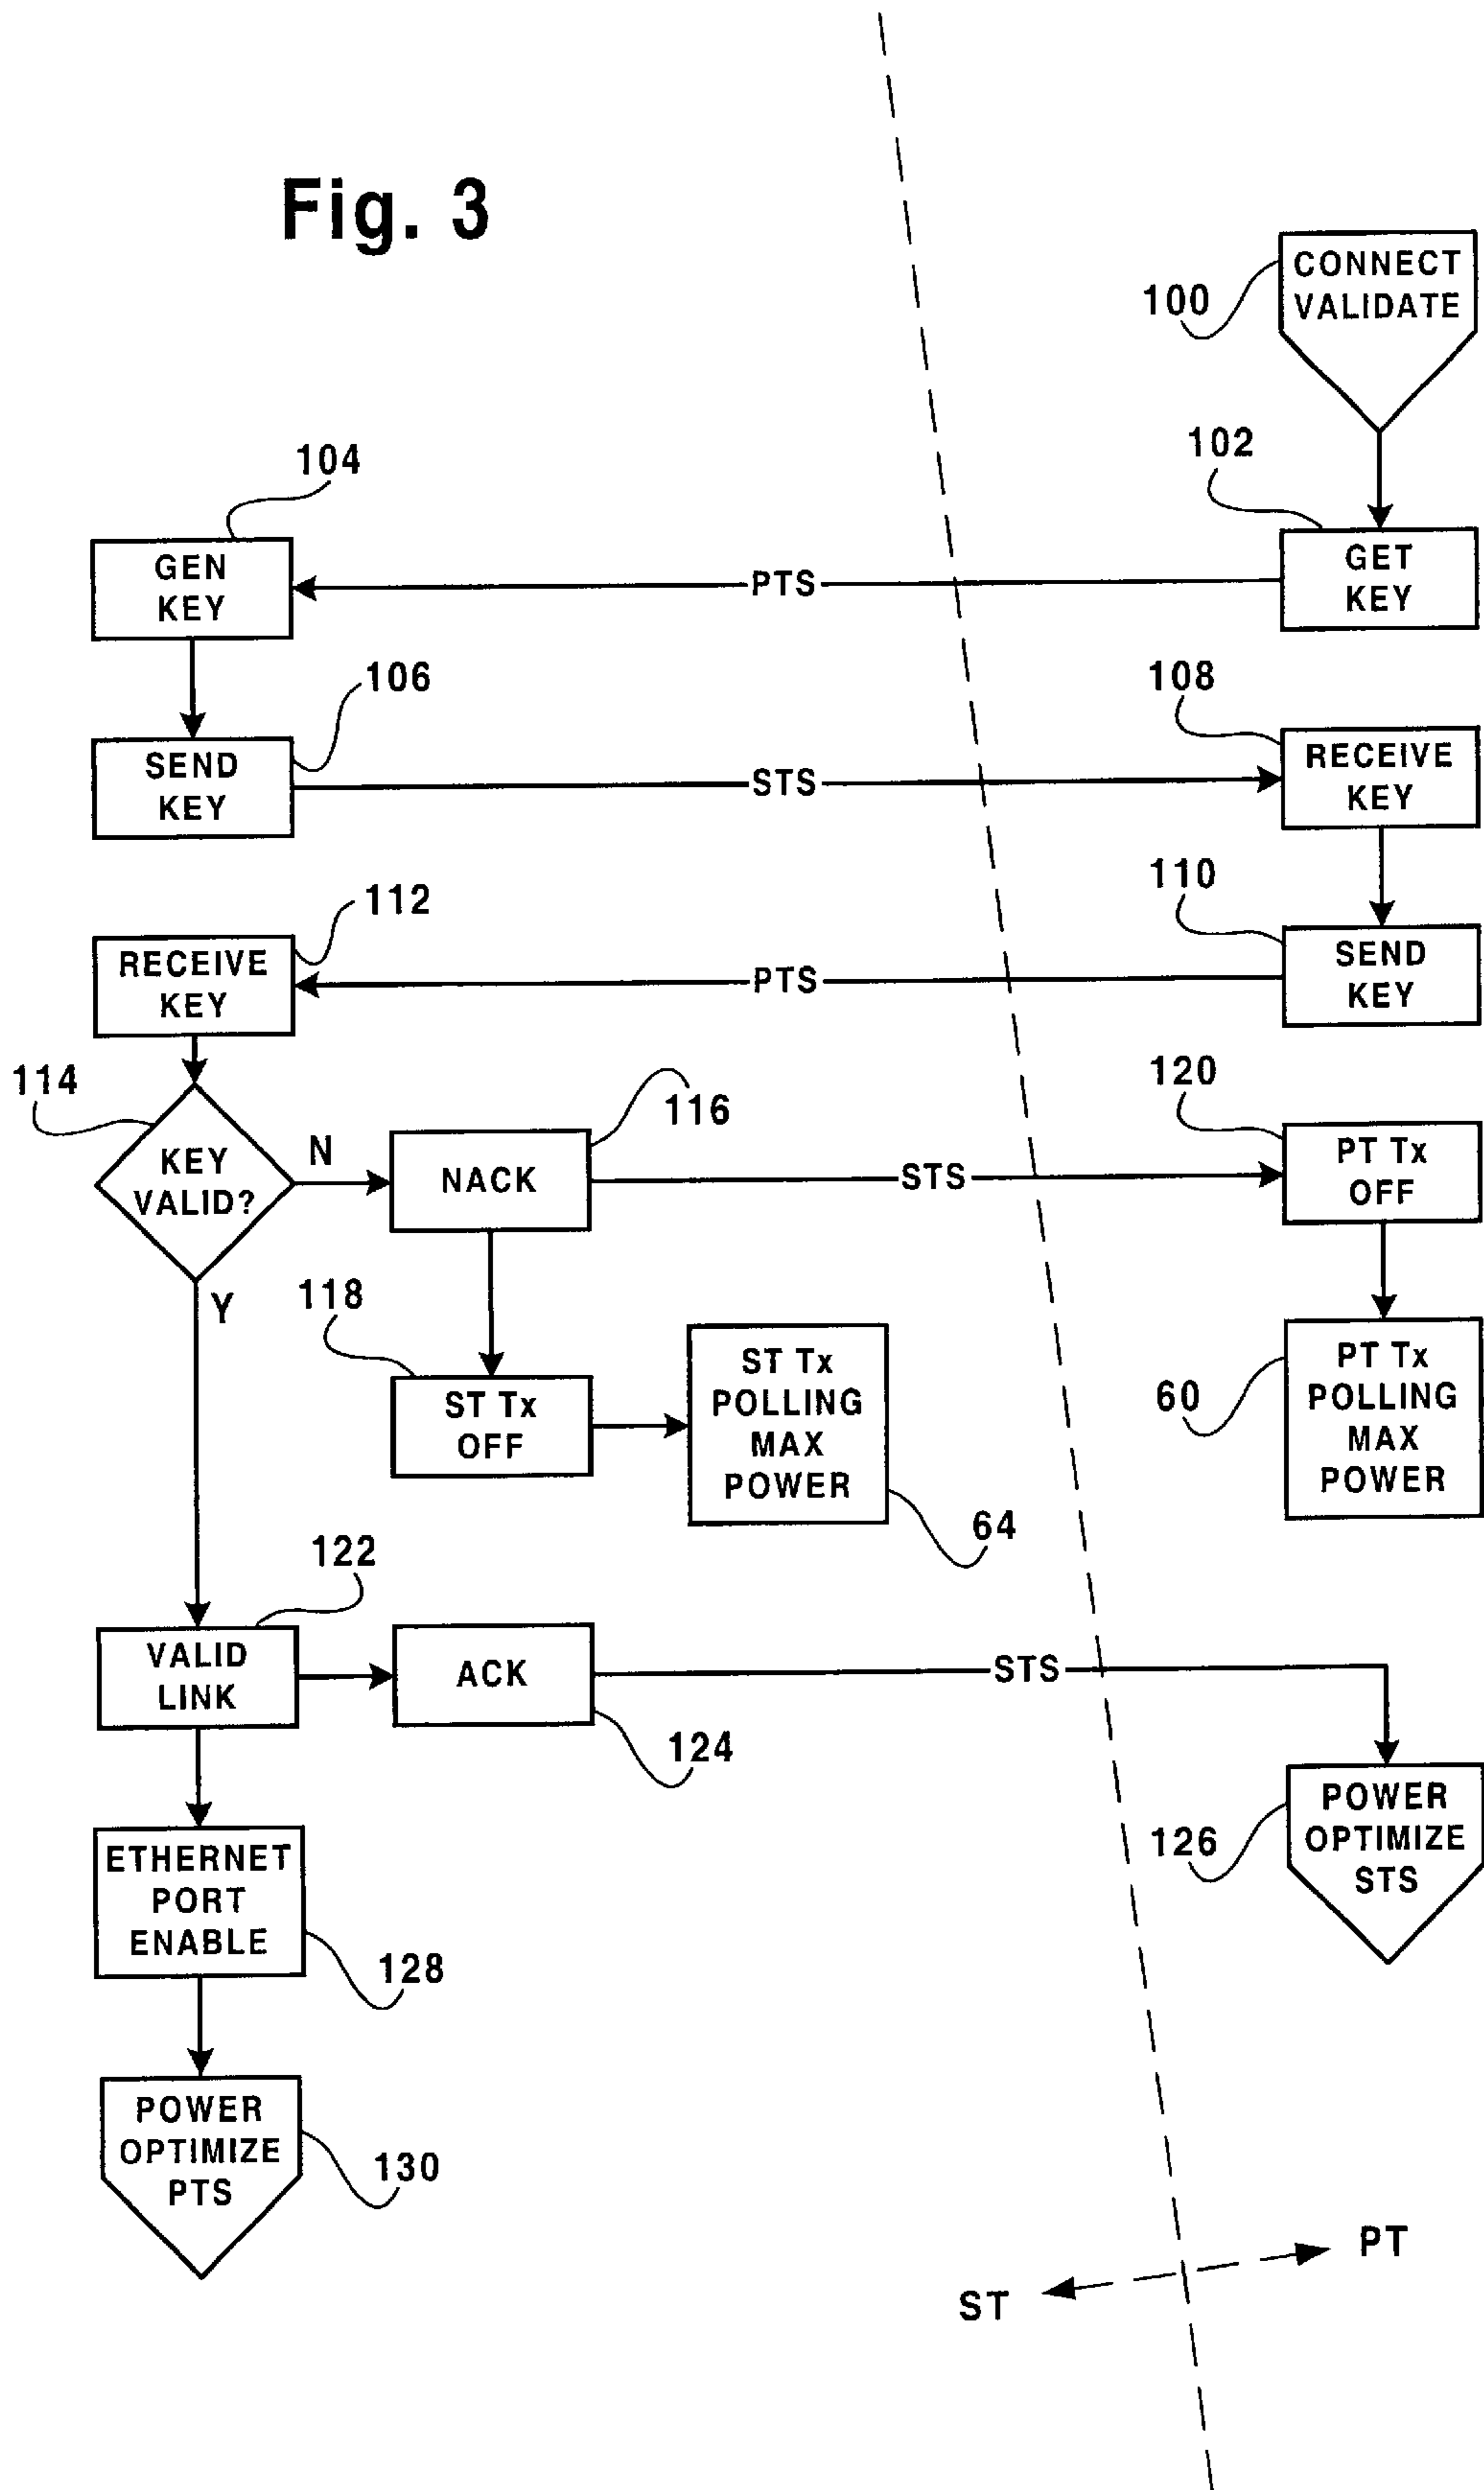 Fig. 3
CONNECT
VALIDATE
100
102
104
GEN
KEY
PTS
GET
KEY
106
108
SEND
KEY
STS
RECEIVE
KEY
110
112
RECEIVE
KEY
PTS
SEND
KEY
114
116
120
KEY
VALID?
N
Y
NACK
STS
PT Tx
OFF
118
ST Tx
OFF
ST Tx
POLLING
MAX
POWER
64
60
PT Tx
POLLING
MAX
POWER
122
VALID
LINK
ACK
STS
124
126
POWER
OPTIMIZE
STS
ETHERNET
PORT
ENABLE
128
POWER
OPTIMIZE
PTS
130
ST
PT